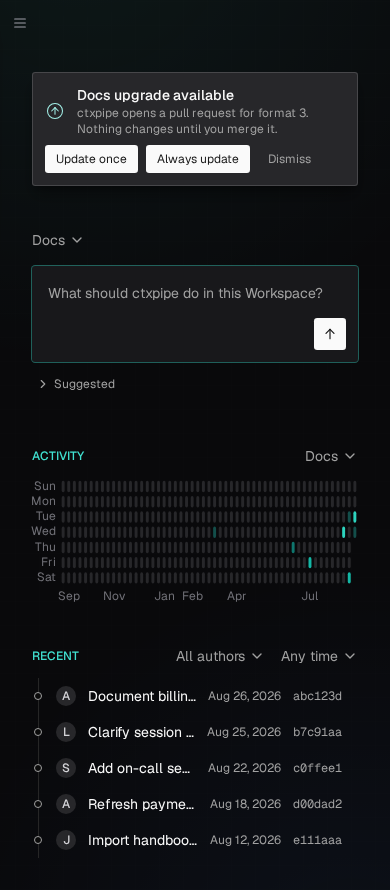 Docs upgrade available
ctxpipe opens a pull request for format 3.
Nothing changes until you merge it.
Update once Always update Dismiss
Docs
What should ctxpipe do in this Workspace?
Suggested
ACTIVITY Docs
Sun
Mon
Tue
Wed
Thu
Fri
Sat
Sep Nov Jan Feb Apr Jul
RECENT All authors Any time
A Document billin... Aug 26, 2026 abc123d
L Clarify session ... Aug 25, 2026 b7c91aa
S Add on-call se... Aug 22, 2026 c0ffee1
A Refresh payme... Aug 18, 2026 d00dad2
J Import handboo... Aug 12, 2026 e111aaa